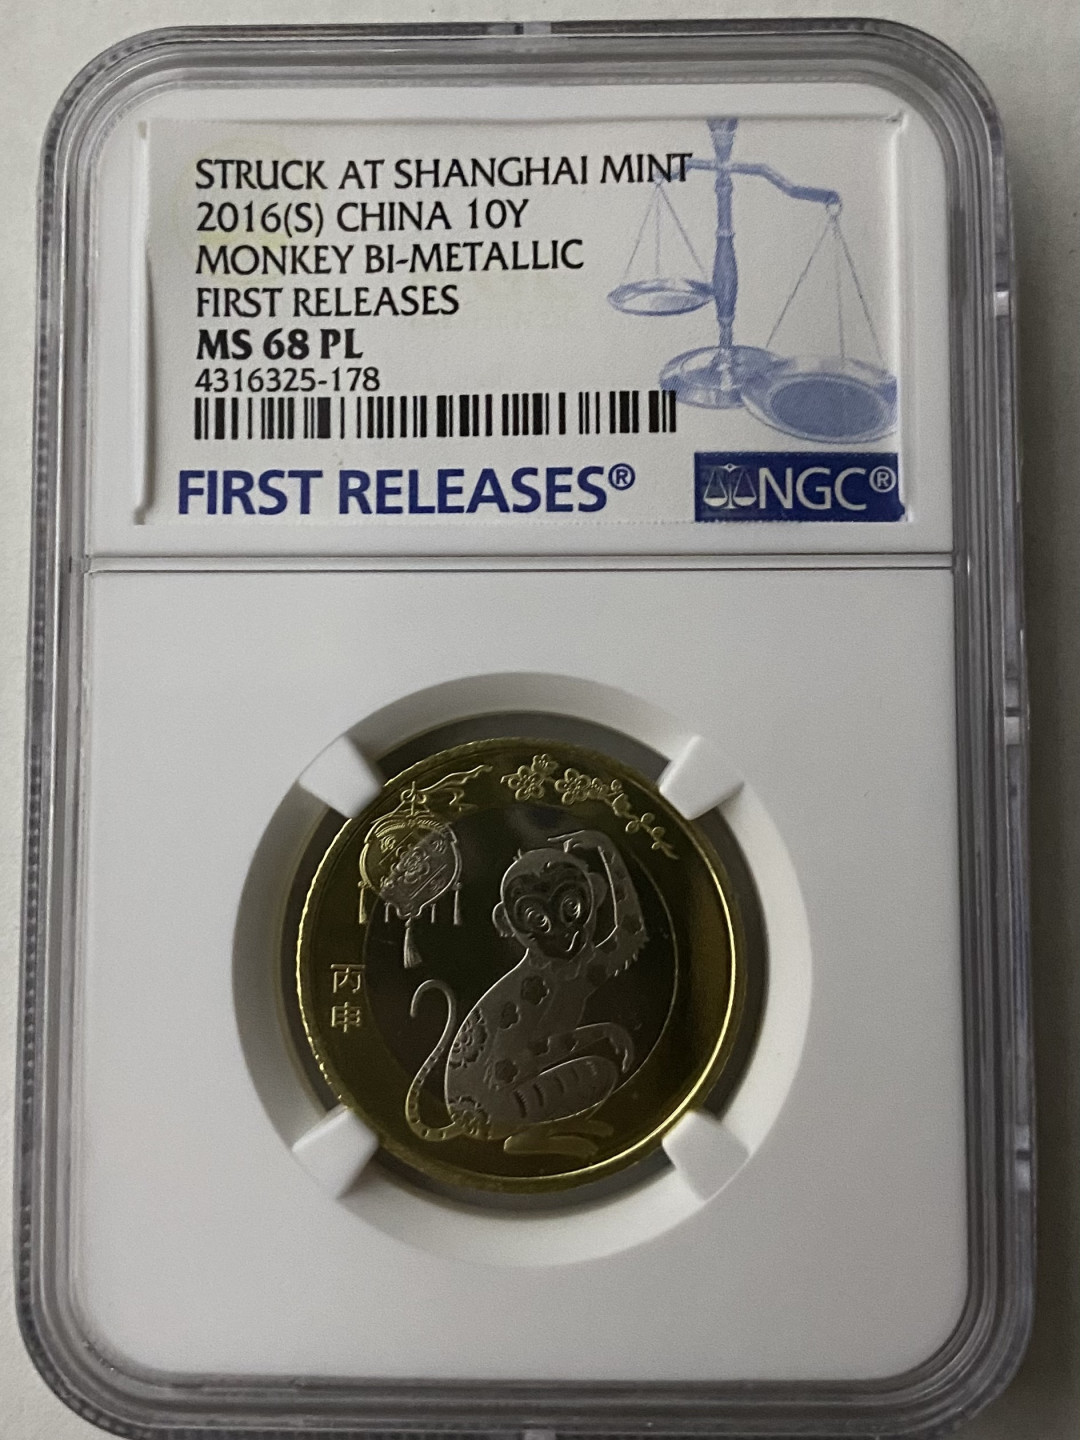 STRUCK AT SHANGHAI MINT
2016(S) CHINA 10Y
MONKEY BI-METALLIC
FIRST RELEASES
MS 68 PL
4316325-178
FIRST RELEASES®
NGC®
丙申